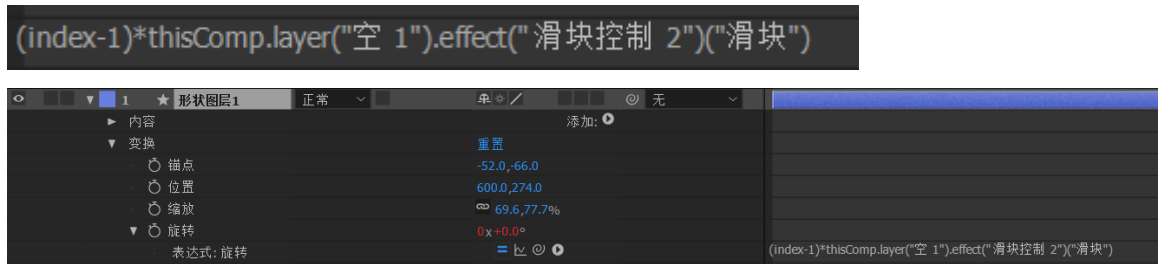 (index-1)*thisComp.layer("空 1").effect("滑块控制 2")("滑块")
1 ★ 形状图层1 正常 无
内容 添加:
变换 重置
锚点 -52.0,-66.0
位置 600.0,274.0
缩放 69.6,77.7%
旋转 0x+0.0°
表达式: 旋转 (index-1)*thisComp.layer("空 1").effect("滑块控制 2")("滑块")